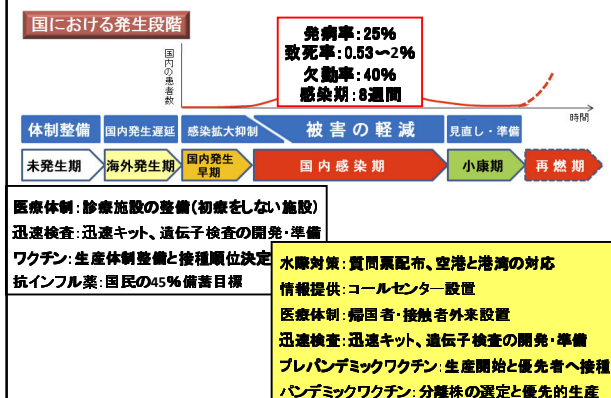 国における発生段階
国内の患者数
発病率:25%
致死率:0.53〜2%
欠勤率:40%
感染期:8週間
時間
体制整備
国内発生遅延
感染拡大抑制
被害の軽減
見直し・準備
未発生期
海外発生期
国内発生
早期
国内感染期
小康期
再燃期
医療体制:診療施設の整備(初療をしない施設)
迅速検査:迅速キット、遺伝子検査の開発・準備
ワクチン:生産体制整備と接種順位決定
抗インフル薬:国民の45%備蓄目標
水際対策:質問票配布、空港と港湾の対応
情報提供:コールセンター設置
医療体制:帰国者・接触者外来設置
迅速検査:迅速キット、遺伝子検査の開発・準備
プレパンデミックワクチン:生産開始と優先者へ接種
パンデミックワクチン:分離株の選定と優先的生産